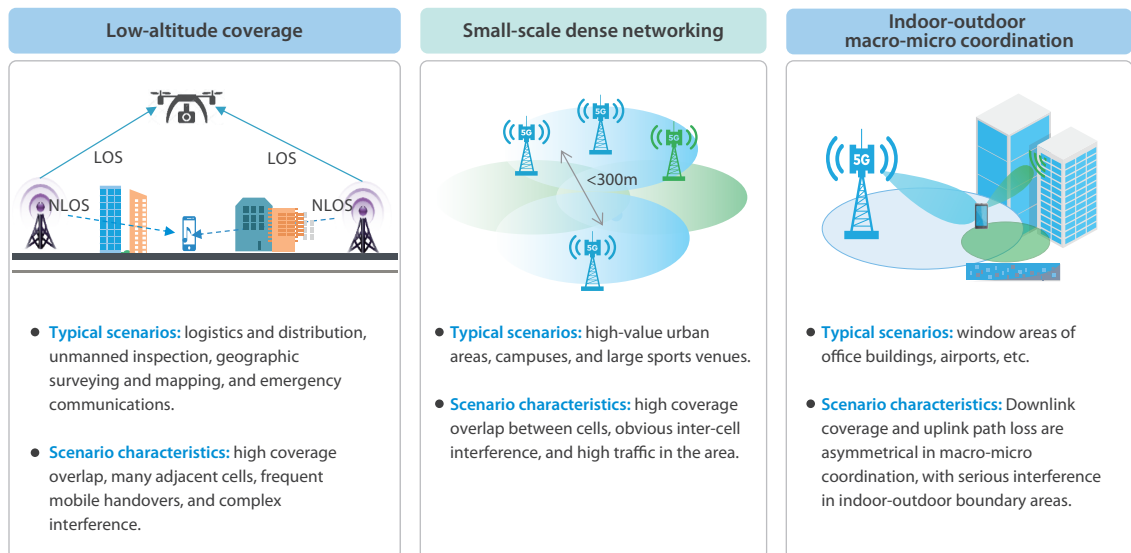 Low-altitude coverage
LOS
LOS
NLOS
NLOS
● Typical scenarios: logistics and distribution,
unmanned inspection, geographic
surveying and mapping, and emergency
communications.
● Scenario characteristics: high coverage
overlap, many adjacent cells, frequent
mobile handovers, and complex
interference.
Small-scale dense networking
5G
5G
5G
<300m
5G
● Typical scenarios: high-value urban
areas, campuses, and large sports venues.
● Scenario characteristics: high coverage
overlap between cells, obvious inter-cell
interference, and high traffic in the area.
Indoor-outdoor
macro-micro coordination
5G
● Typical scenarios: window areas of
office buildings, airports, etc.
● Scenario characteristics: Downlink
coverage and uplink path loss are
asymmetrical in macro-micro
coordination, with serious interference
in indoor-outdoor boundary areas.